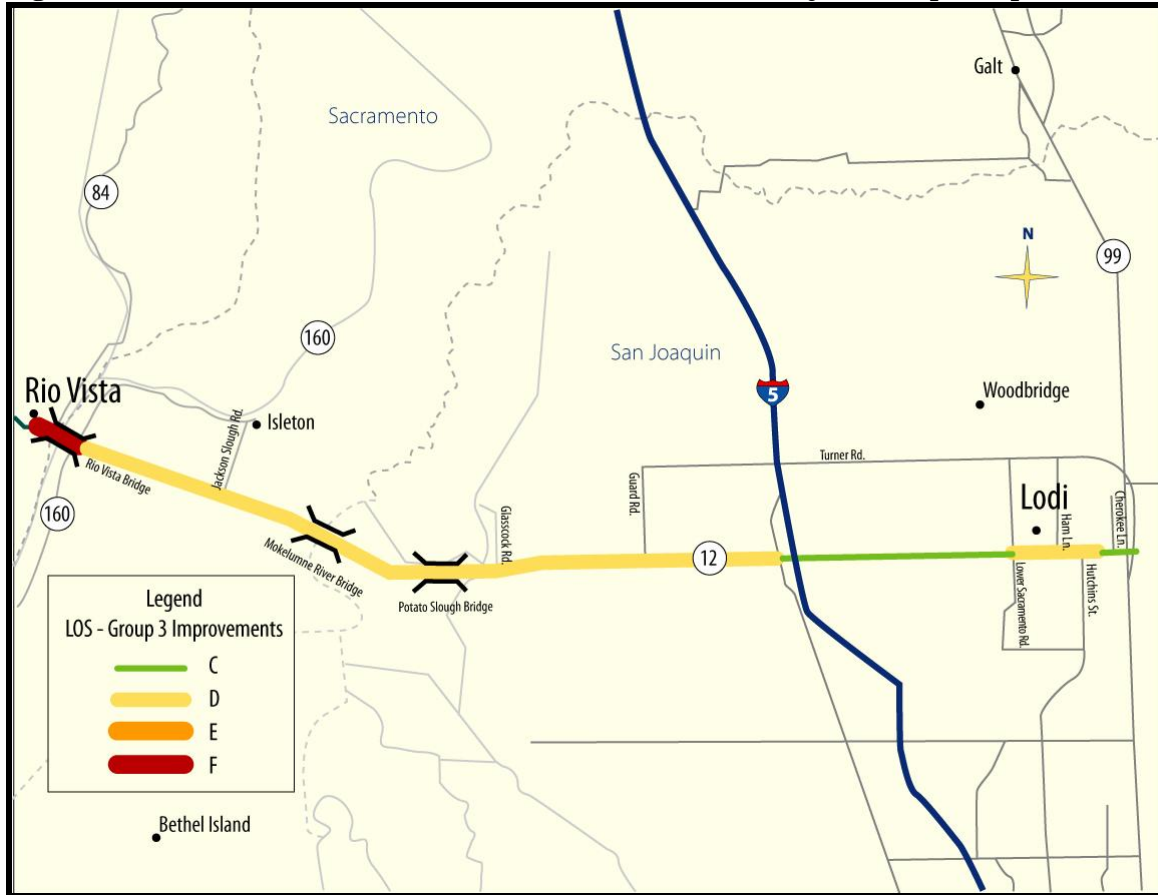 Galt
Sacramento
84
N
99
160
San Joaquin
5
Rio Vista
Woodbridge
Isleton
Jackson Slough Rd.
Turner Rd.
Rio Vista Bridge
Guard Rd.
Lodi
Ham Ln.
Cherokee Ln.
160
Glasscock Rd.
Mokelumne River Bridge
12
Lower Sacramento Rd.
Hutchins St.
Potato Slough Bridge
Legend
LOS - Group 3 Improvements
C
D
E
F
Bethel Island